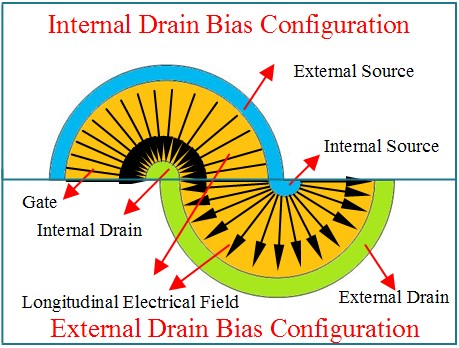 Internal Drain Bias Configuration
External Source
Internal Source
Gate
Internal Drain
Longitudinal Electrical Field
External Drain
External Drain Bias Configuration